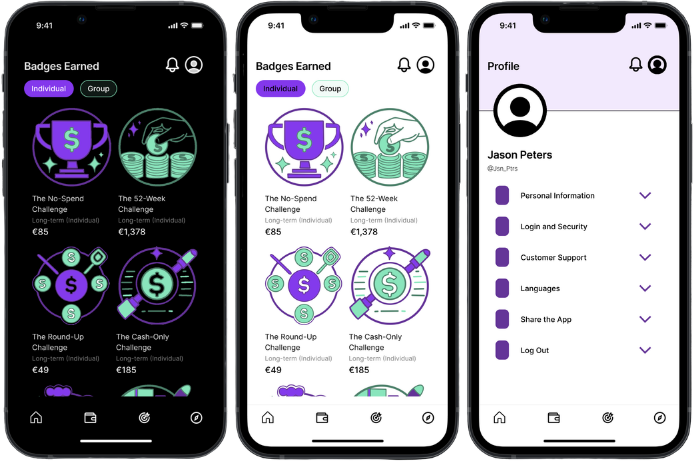 9:41
Badges Earned
Individual Group
$ $
The No-Spend The 52-Week
Challenge Challenge
Long-term (Individual) Long-term (Individual)
€85 €1,378
$ $ $ $ $ $
The Round-Up The Cash-Only
Challenge Challenge
Long-term (Individual) Long-term (Individual)
€49 €185
9:41
Badges Earned
Individual Group
$ $
The No-Spend The 52-Week
Challenge Challenge
Long-term (Individual) Long-term (Individual)
€85 €1,378
$ $ $ $ $ $
The Round-Up The Cash-Only
Challenge Challenge
Long-term (Individual) Long-term (Individual)
€49 €185
9:41
Profile
Jason Peters
@Jsn_Ptrs
Personal Information
Login and Security
Customer Support
Languages
Share the App
Log Out